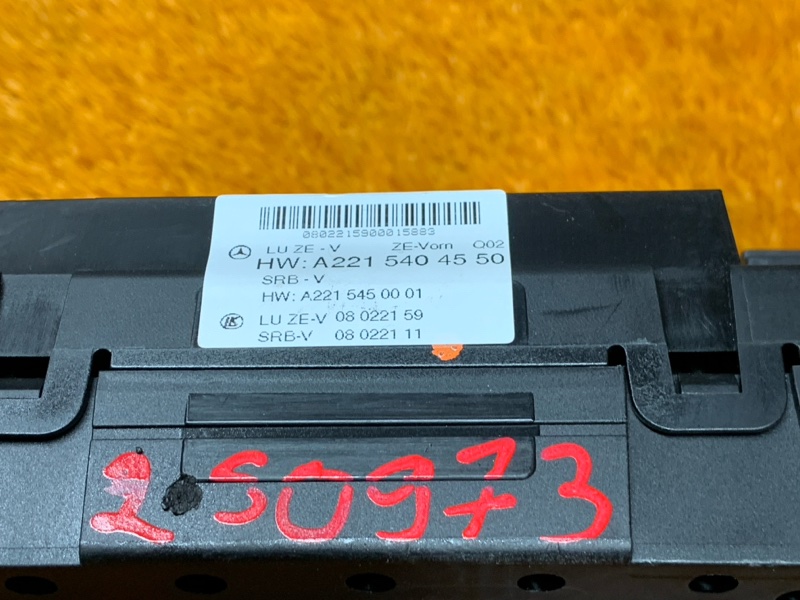 0802215900015883
LU ZE - V ZE-Vorn Q02
HW: A221 540 45 50
SRB - V
HW: A221 545 00 01
LU ZE-V 08 0221 59
SRB-V 08 0221 11
2 50973